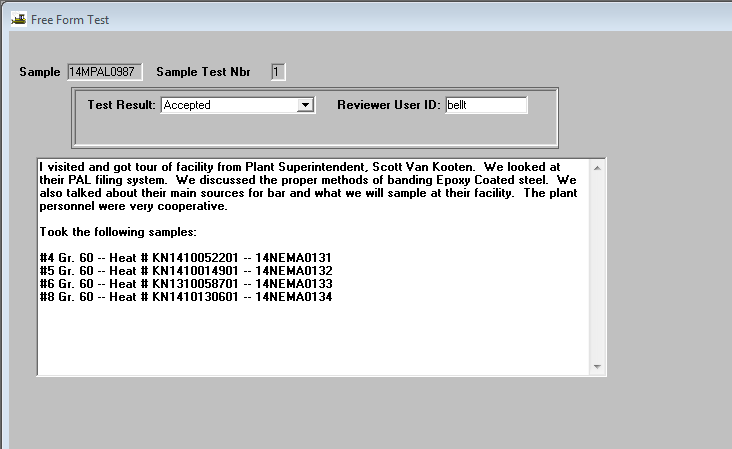 Free Form Test
Sample 14MPAL0987 Sample Test Nbr 1
Test Result: Accepted Reviewer User ID: bellt
I visited and got tour of facility from Plant Superintendent, Scott Van Kooten.  We looked at
their PAL filing system.  We discussed the proper methods of banding Epoxy Coated steel.  We
also talked about their main sources for bar and what we will sample at their facility.  The plant
personnel were very cooperative.
Took the following samples:
#4 Gr. 60 -- Heat # KN1410052201 -- 14NEMA0131
#5 Gr. 60 -- Heat # KN1410014901 -- 14NEMA0132
#6 Gr. 60 -- Heat # KN1310058701 -- 14NEMA0133
#8 Gr. 60 -- Heat # KN1410130601 -- 14NEMA0134